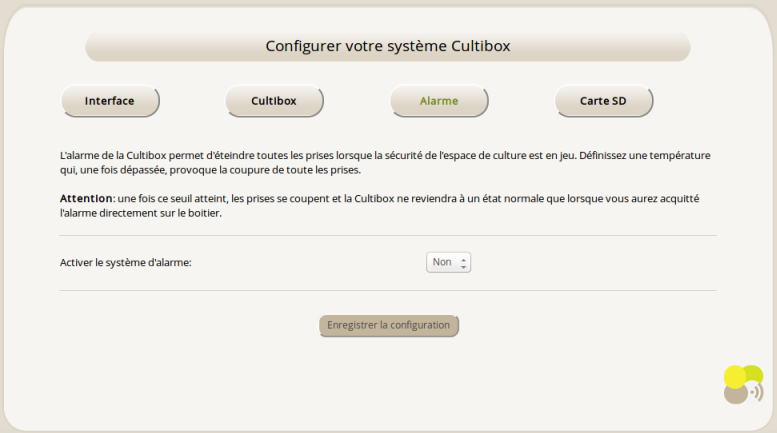 Configurer votre système Cultibox
Interface
Cultibox
Alarme
Carte SD
L'alarme de la Cultibox permet d'éteindre toutes les prises lorsque la sécurité de l'espace de culture est en jeu. Définissez une température
qui, une fois dépassée, provoque la coupure de toute les prises.
Attention: une fois ce seuil atteint, les prises se coupent et la Cultibox ne reviendra à un état normale que lorsque vous aurez acquitté
l'alarme directement sur le boitier.
Activer le système d'alarme:
Non
Enregistrer la configuration